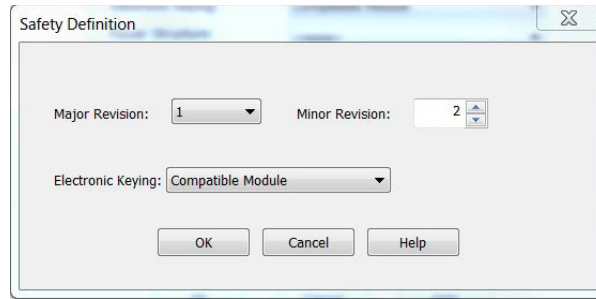 Safety Definition
Major Revision: 1 Minor Revision: 2
Electronic Keying: Compatible Module
OK Cancel Help